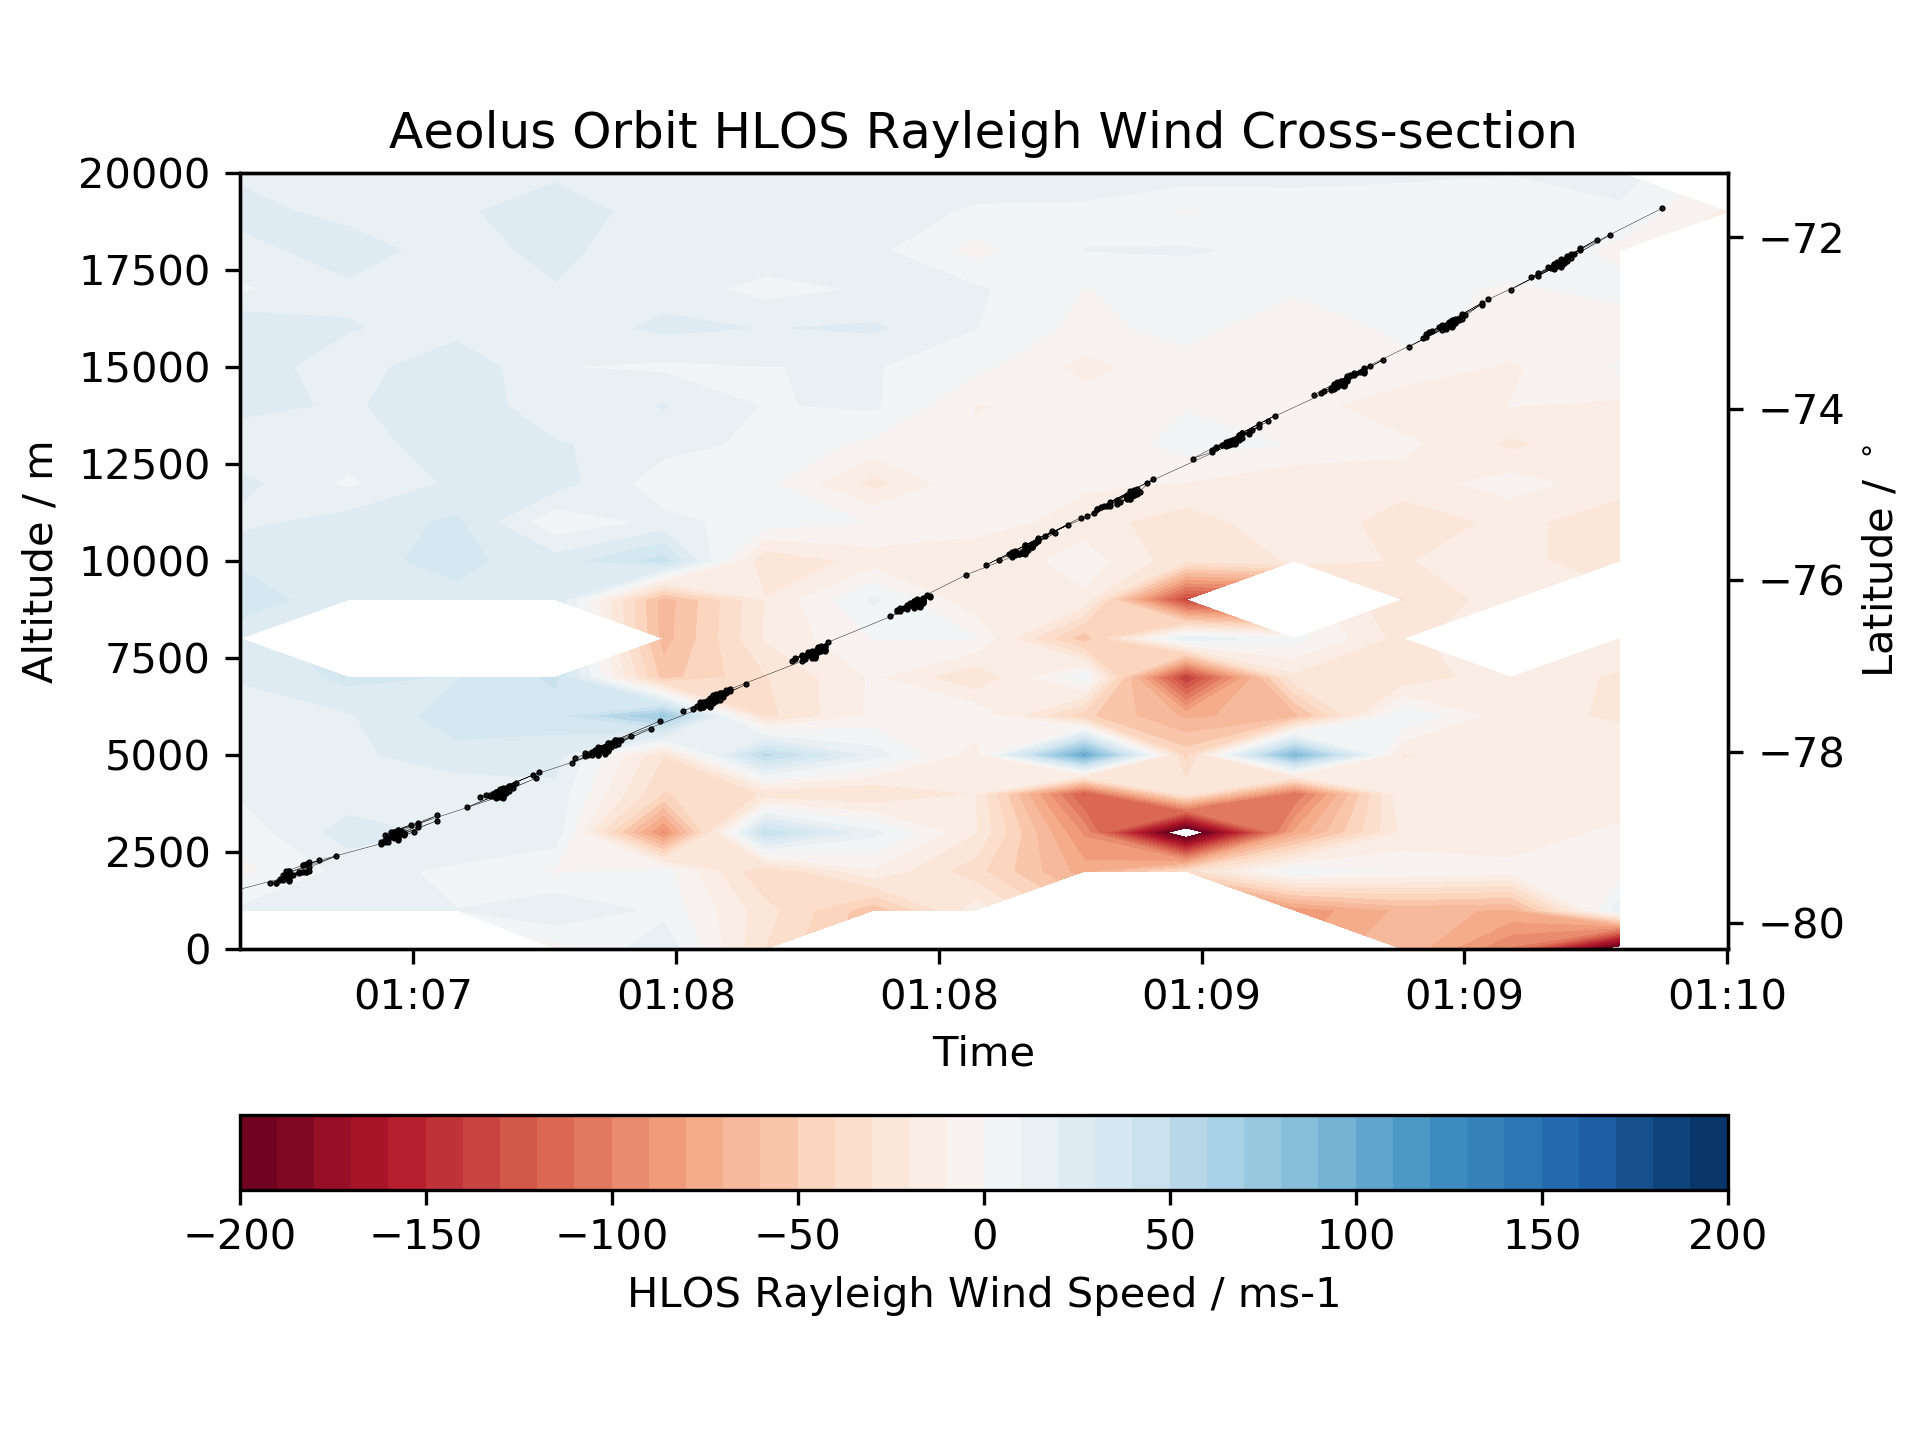 Aeolus Orbit HLOS Rayleigh Wind Cross-section
20000
17500
15000
12500
10000
7500
5000
2500
0
Altitude / m
−72
−74
−76
−78
−80
Latitude / °
01:07 01:08 01:08 01:09 01:09 01:10
Time
−200 −150 −100 −50 0 50 100 150 200
HLOS Rayleigh Wind Speed / ms-1